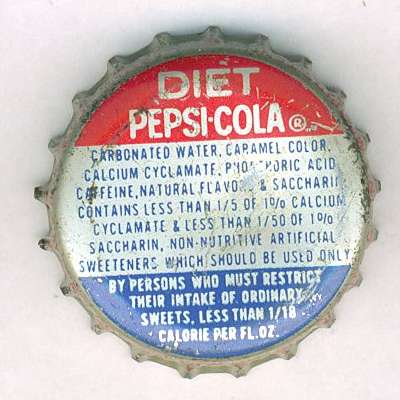 DIET
PEPSI·COLA®
CARBONATED WATER, CARAMEL COLOR,
CALCIUM CYCLAMATE, PHOSPHORIC ACID
CAFFEINE, NATURAL FLAVORS & SACCHARIN
CONTAINS LESS THAN 1/5 OF 1% CALCIUM
CYCLAMATE & LESS THAN 1/50 OF 1%
SACCHARIN, NON-NUTRITIVE ARTIFICIAL
SWEETENERS WHICH SHOULD BE USED ONLY
BY PERSONS WHO MUST RESTRICT
THEIR INTAKE OF ORDINARY
SWEETS, LESS THAN 1/18
CALORIE PER FL. OZ.